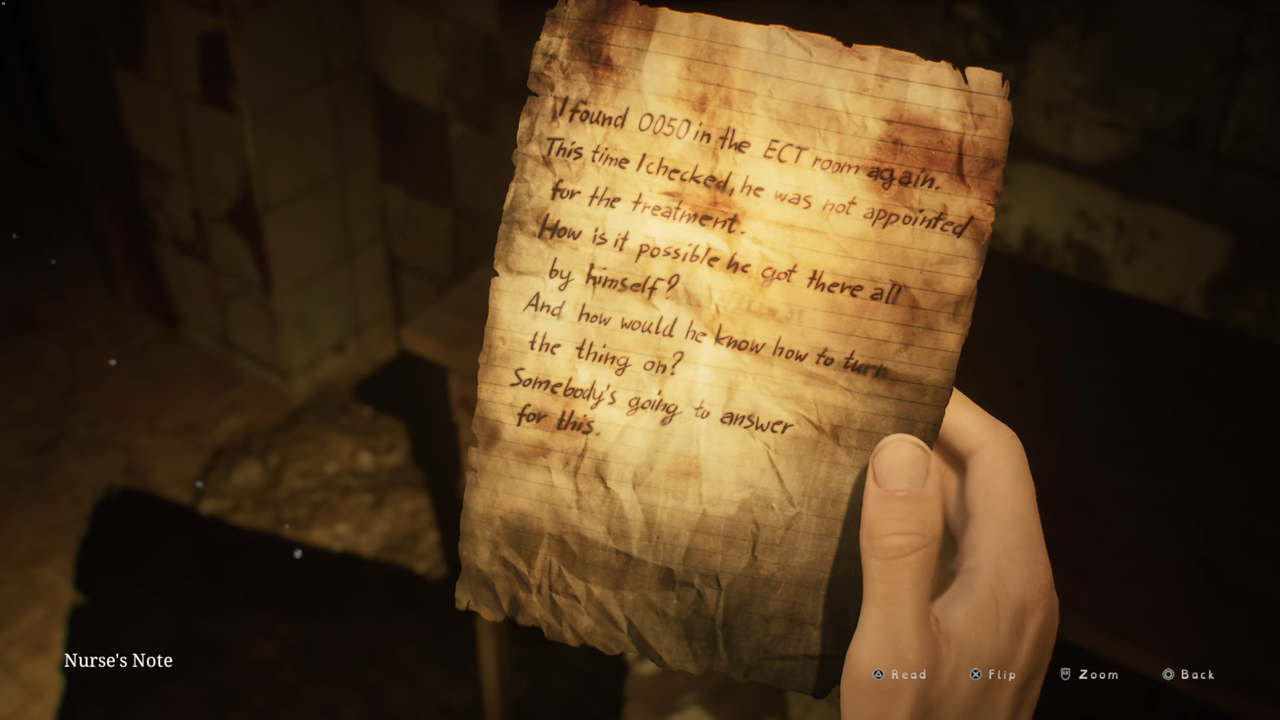 I found 0050 in the ECT room again.
This time I checked, he was not appointed
for the treatment.
How is it possible he got there all
by himself?
And how would he know how to turn
the thing on?
Somebody's going to answer
for this.
Nurse's Note
Read Flip Zoom Back